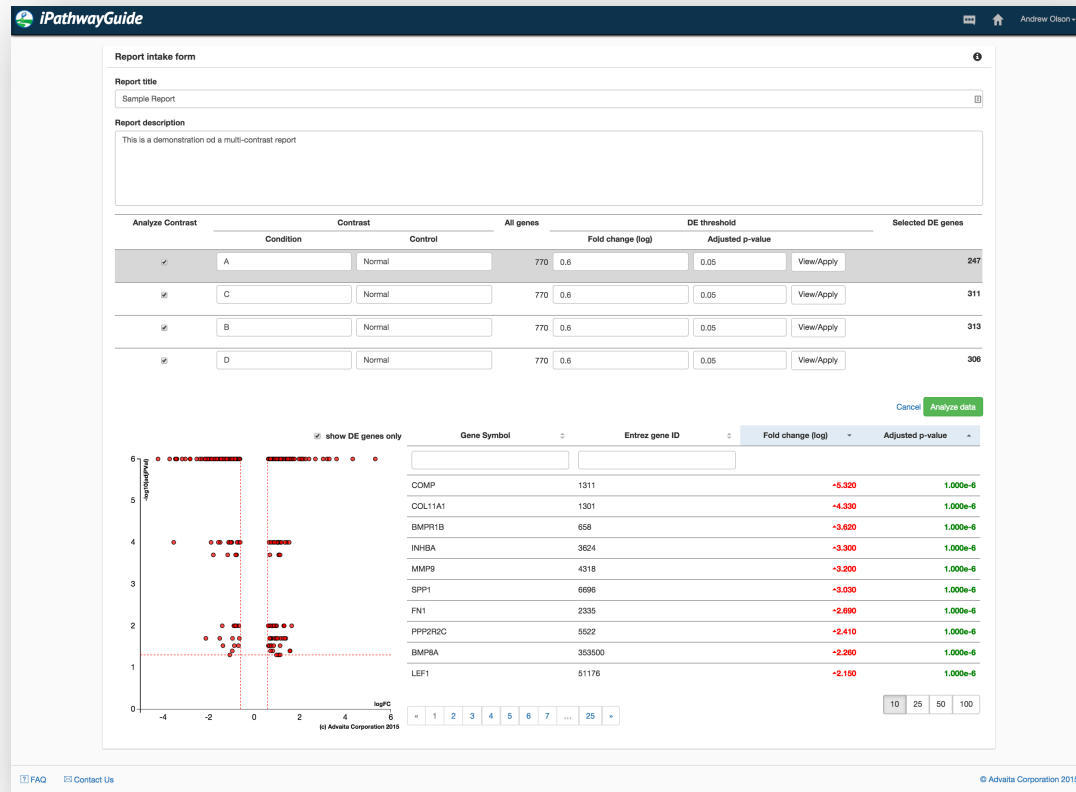 iPathwayGuide
Andrew Olson
Report intake form
Report title
Sample Report
Report description
This is a demonstration od a multi-contrast report
Analyze Contrast Contrast All genes DE threshold Selected DE genes
Condition Control Fold change (log) Adjusted p-value
A Normal 770 0.6 0.05 View/Apply 247
C Normal 770 0.6 0.05 View/Apply 311
B Normal 770 0.6 0.05 View/Apply 313
D Normal 770 0.6 0.05 View/Apply 306
Cancel Analyze data
show DE genes only
-log10(adjPval)
6
5
4
3
2
1
0
-4 -2 0 2 4 6
logFC
(c) Advaita Corporation 2015
Gene Symbol Entrez gene ID Fold change (log) Adjusted p-value
COMP 1311 5.320 1.000e-6
COL11A1 1301 4.330 1.000e-6
BMPR1B 658 3.620 1.000e-6
INHBA 3624 3.300 1.000e-6
MMP9 4318 3.200 1.000e-6
SPP1 6696 3.030 1.000e-6
FN1 2335 2.690 1.000e-6
PPP2R2C 5522 2.410 1.000e-6
BMP8A 353500 2.260 1.000e-6
LEF1 51176 2.150 1.000e-6
« 1 2 3 4 5 6 7 ... 25 »
10 25 50 100
FAQ Contact Us
© Advaita Corporation 2015